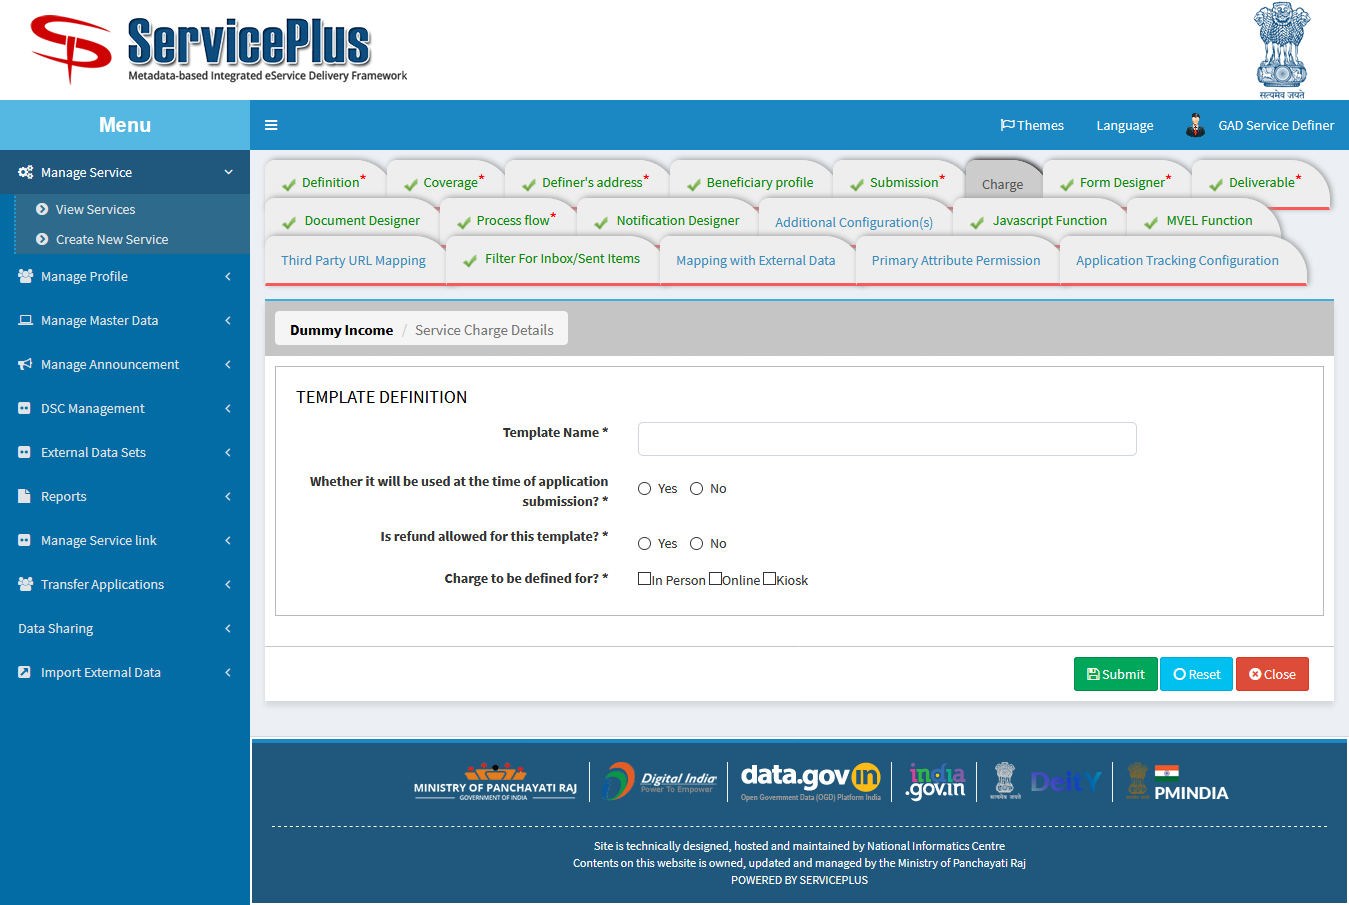 ServicePlus
Metadata-based Integrated eService Delivery Framework
सत्यमेव जयते
Menu
Themes
Language
GAD Service Definer
Manage Service
View Services
Create New Service
Manage Profile
Manage Master Data
Manage Announcement
DSC Management
External Data Sets
Reports
Manage Service link
Transfer Applications
Data Sharing
Import External Data
Definition* Coverage* Definer's address* Beneficiary profile Submission* Charge Form Designer* Deliverable*
Document Designer Process flow* Notification Designer Additional Configuration(s) Javascript Function MVEL Function
Third Party URL Mapping Filter For Inbox/Sent Items Mapping with External Data Primary Attribute Permission Application Tracking Configuration
Dummy Income / Service Charge Details
TEMPLATE DEFINITION
Template Name *
Whether it will be used at the time of application
submission? *
Yes No
Is refund allowed for this template? *
Yes No
Charge to be defined for? *
In Person Online Kiosk
Submit Reset Close
MINISTRY OF PANCHAYATI RAJ
GOVERNMENT OF INDIA
Digital India
Power To Empower
data.gov in
Open Government Data (OGD) Platform India
india
.gov.in
सत्यमेव जयते
DeitY
PMINDIA
Site is technically designed, hosted and maintained by National Informatics Centre
Contents on this website is owned, updated and managed by the Ministry of Panchayati Raj
POWERED BY SERVICEPLUS